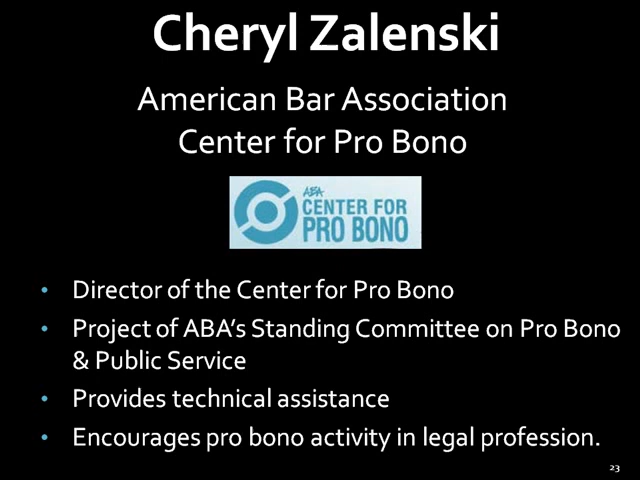 Cheryl Zalenski
American Bar Association
Center for Pro Bono
ABA
CENTER FOR
PRO BONO
• Director of the Center for Pro Bono
• Project of ABA's Standing Committee on Pro Bono
& Public Service
• Provides technical assistance
• Encourages pro bono activity in legal profession.
23